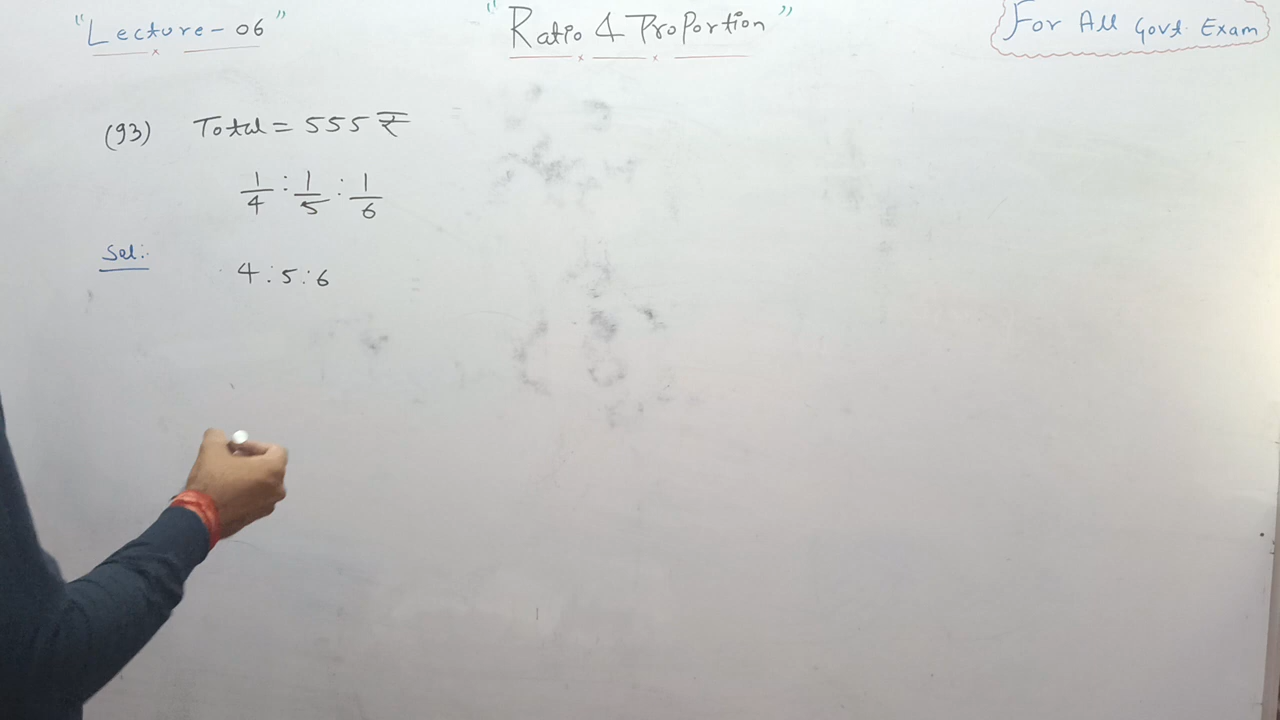 "Lecture - 06"
"Ratio & Proportion"
For All Govt. Exam
(93) Total = 555 ₹
1/4 : 1/5 : 1/6
Sol:
4 : 5 : 6